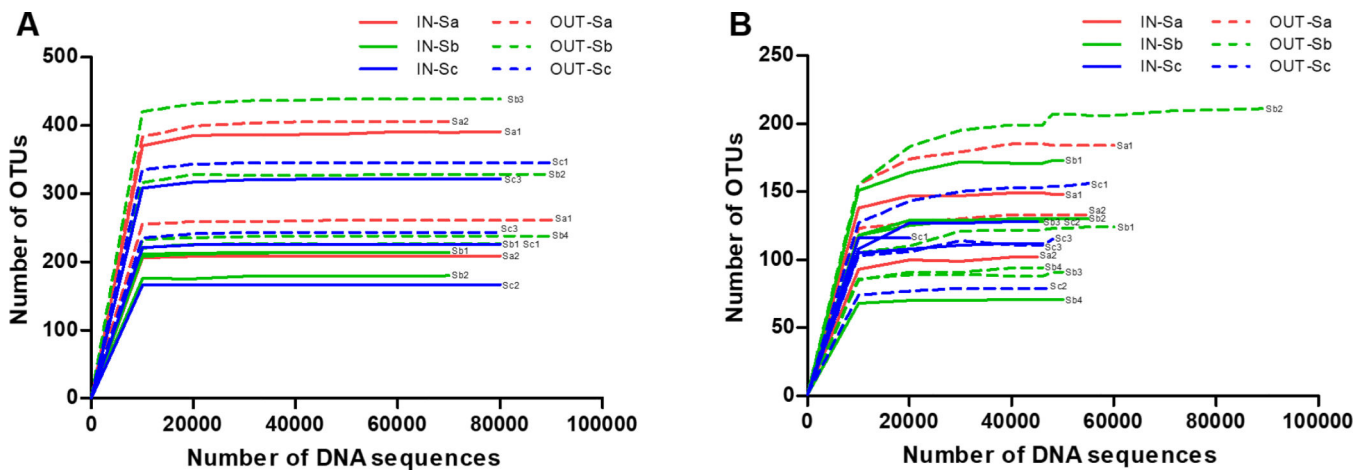 A
IN-Sa OUT-Sa
IN-Sb OUT-Sb
IN-Sc OUT-Sc
Number of OTUs
500
400
300
200
100
0
Sb3
Sa2
Sa1
Sc1
Sb2
Sc3
Sa1
Sc3
Sb4
Sb1 Sc1
Sb1
Sa2
Sb2
Sc2
0 20000 40000 60000 80000 100000
Number of DNA sequences
B
IN-Sa OUT-Sa
IN-Sb OUT-Sb
IN-Sc OUT-Sc
Number of OTUs
250
200
150
100
50
0
Sb2
Sa1
Sb1
Sc1
Sa1
Sa2
Sb2
Sb3
Sb1
Sc1
Sc3
Sc3
Sa2
Sb4
Sb3
Sc2
Sb4
0 20000 40000 60000 80000 100000
Number of DNA sequences